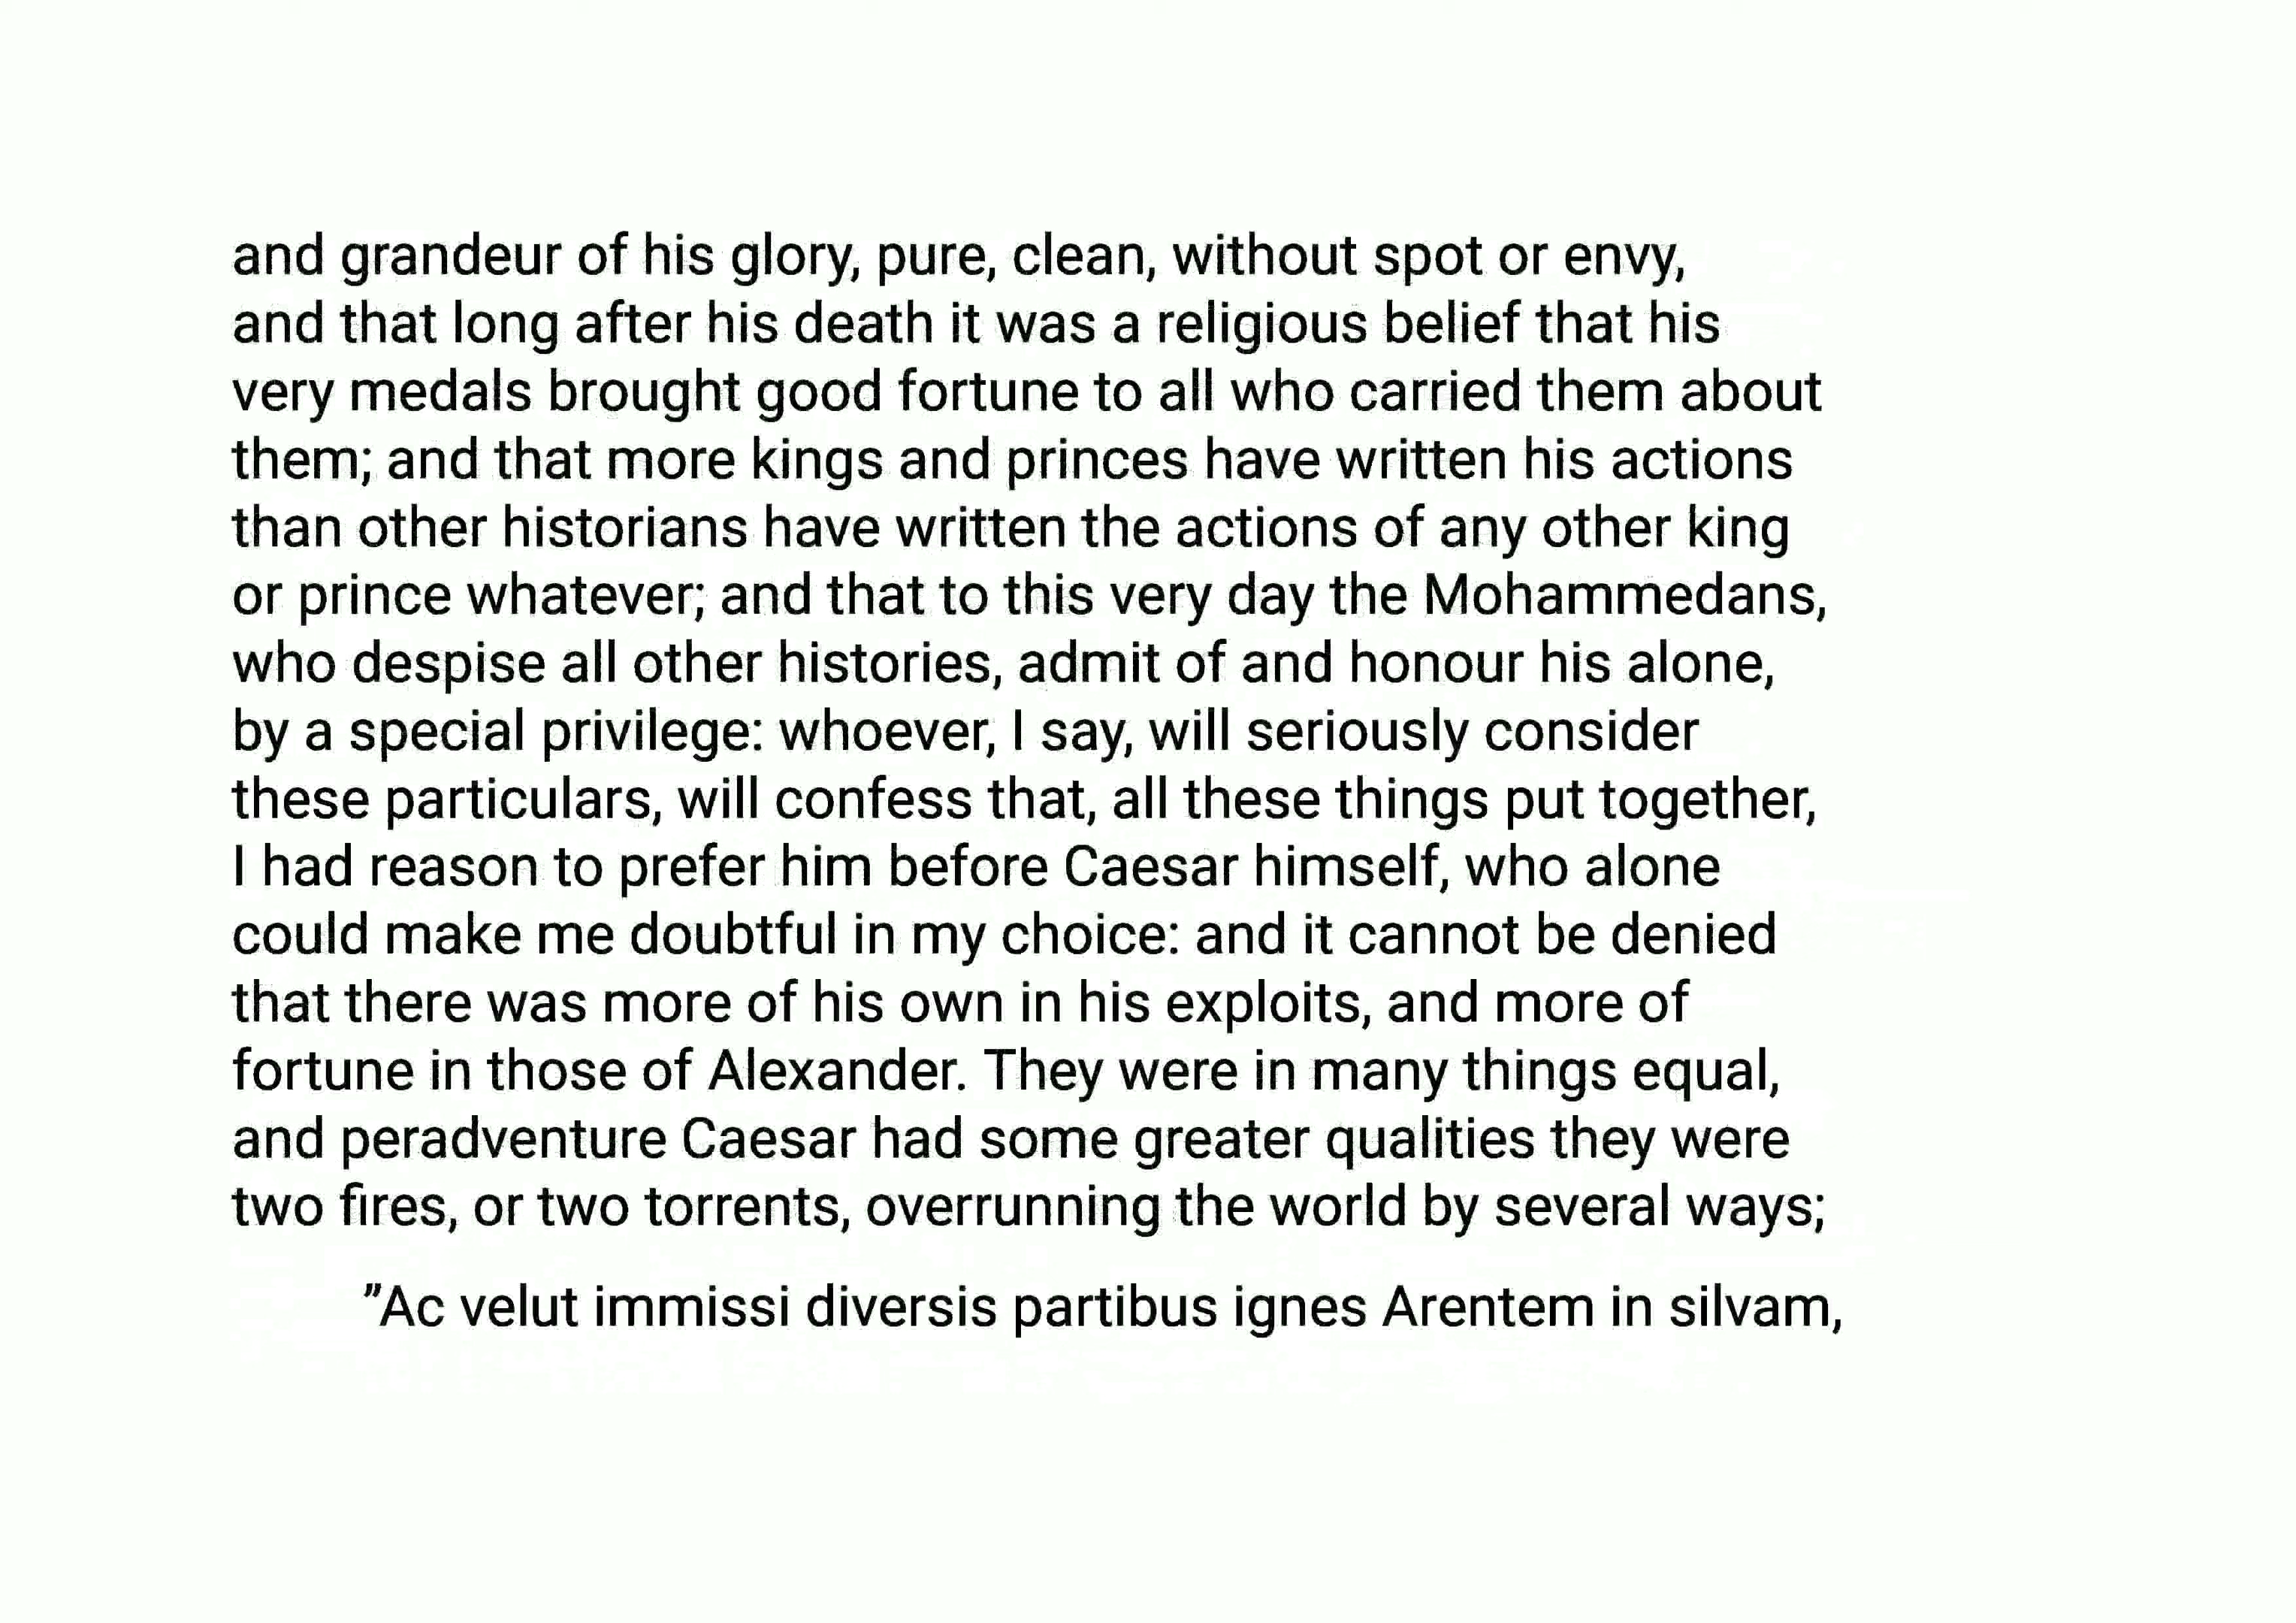 and grandeur of his glory, pure, clean, without spot or envy,
and that long after his death it was a religious belief that his
very medals brought good fortune to all who carried them about
them; and that more kings and princes have written his actions
than other historians have written the actions of any other king
or prince whatever; and that to this very day the Mohammedans,
who despise all other histories, admit of and honour his alone,
by a special privilege: whoever, I say, will seriously consider
these particulars, will confess that, all these things put together,
I had reason to prefer him before Caesar himself, who alone
could make me doubtful in my choice: and it cannot be denied
that there was more of his own in his exploits, and more of
fortune in those of Alexander. They were in many things equal,
and peradventure Caesar had some greater qualities they were
two fires, or two torrents, overrunning the world by several ways;
”Ac velut immissi diversis partibus ignes Arentem in silvam,